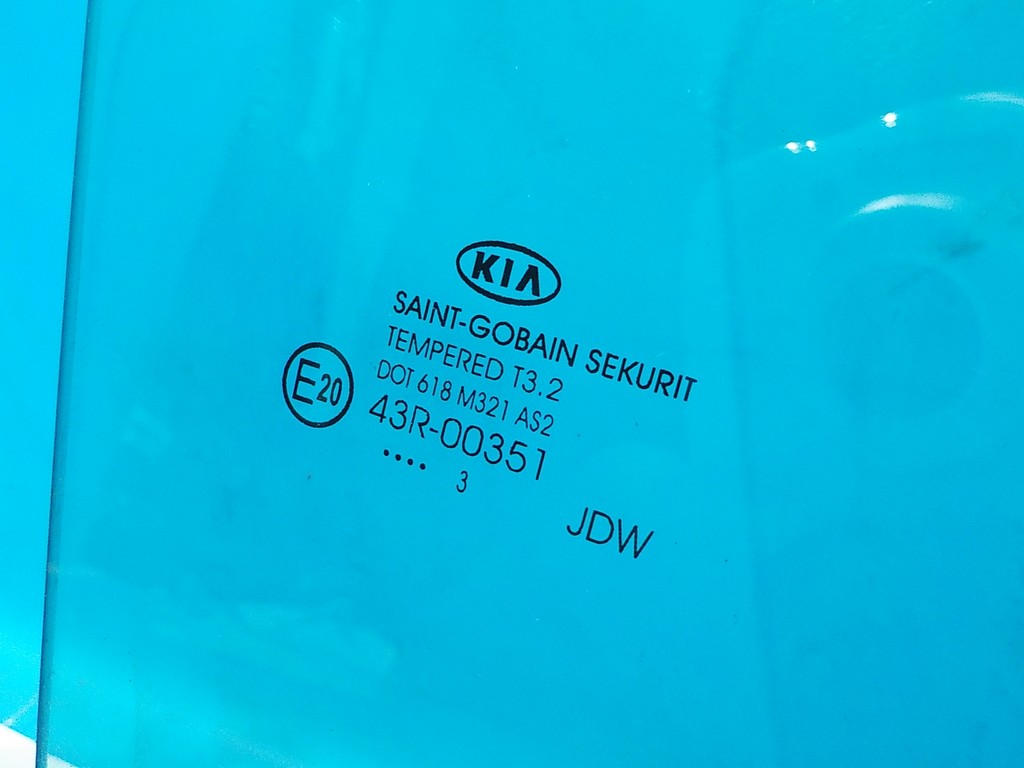 KIA
SAINT-GOBAIN SEKURIT
TEMPERED T3.2
DOT 618 M321 AS2
E20
43R-00351
.... 3
JDW